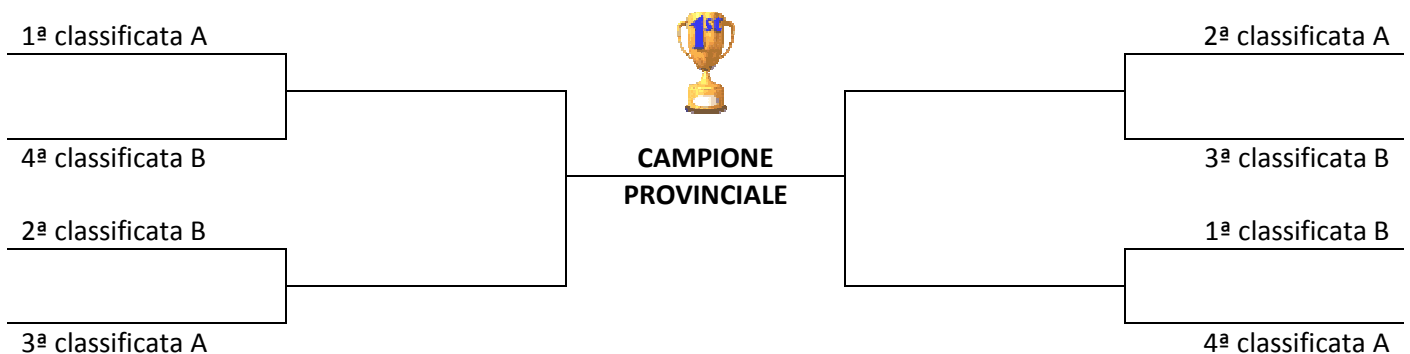 1ª classificata A
1st
2ª classificata A
4ª classificata B
CAMPIONE
PROVINCIALE
3ª classificata B
2ª classificata B
1ª classificata B
3ª classificata A
4ª classificata A